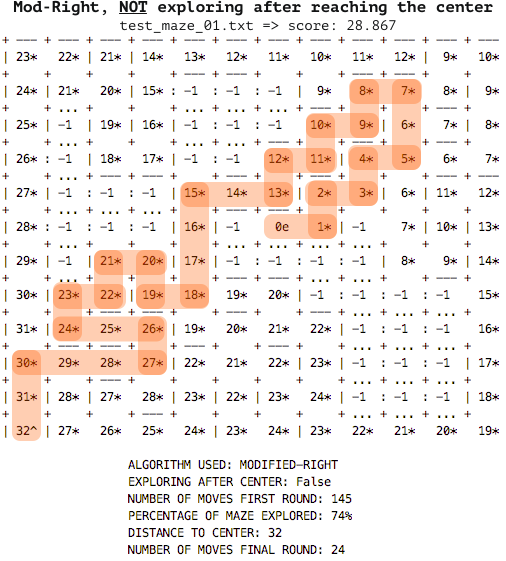 Mod-Right, NOT exploring after reaching the center
test_maze_01.txt => score: 28.867
+ --- + --- + --- + --- + --- + --- + --- + --- + --- + --- + --- + ---
| 23* | 22* | 21* | 14* | 13* 12* 11* 10* | 11* | 12* | 9* | 10*
| 24* | 21* 20* | 15* : -1 : -1 : -1 | 9* | 8* | 7* | 8* | 9*
| 25* | -1 | 19* | 16* | -1 : -1 : -1 | 10* | 9* | 6* 7* | 8*
| 26* : -1 | 18* 17* | -1 : -1 | 12* | 11* | 4* | 5* 6* | 7*
| 27* | -1 : -1 : -1 | 15* 14* | 13* | 2* | 3* | 6* | 11* 12*
| 28* : -1 : -1 : -1 | 16* | -1 0e 1* | -1 7* | 10* | 13*
| 29* | -1 | 21* | 20* | 17* | -1 : -1 : -1 : -1 8* | 9* | 14*
| 30* | 23* | 22* | 19* | 18* | 19* | 20* | -1 : -1 : -1 : -1 15*
| 31* | 24* 25* | 26* | 19* | 20* | 21* | 22* | -1 : -1 : -1 16*
| 30* | 29* | 28* | 27* | 22* | 21* | 22* | 23* | -1 : -1 : -1 | 17*
| 31* | 28* | 27* | 28* | 23* | 22* | 23* | 24* | -1 : -1 : -1 | 18*
| 32^ | 27* 26* 25* | 24* | 23* | 24* | 23* 22* 21* 20* 19*
ALGORITHM USED: MODIFIED-RIGHT
EXPLORING AFTER CENTER: False
NUMBER OF MOVES FIRST ROUND: 145
PERCENTAGE OF MAZE EXPLORED: 74%
DISTANCE TO CENTER: 32
NUMBER OF MOVES FINAL ROUND: 24